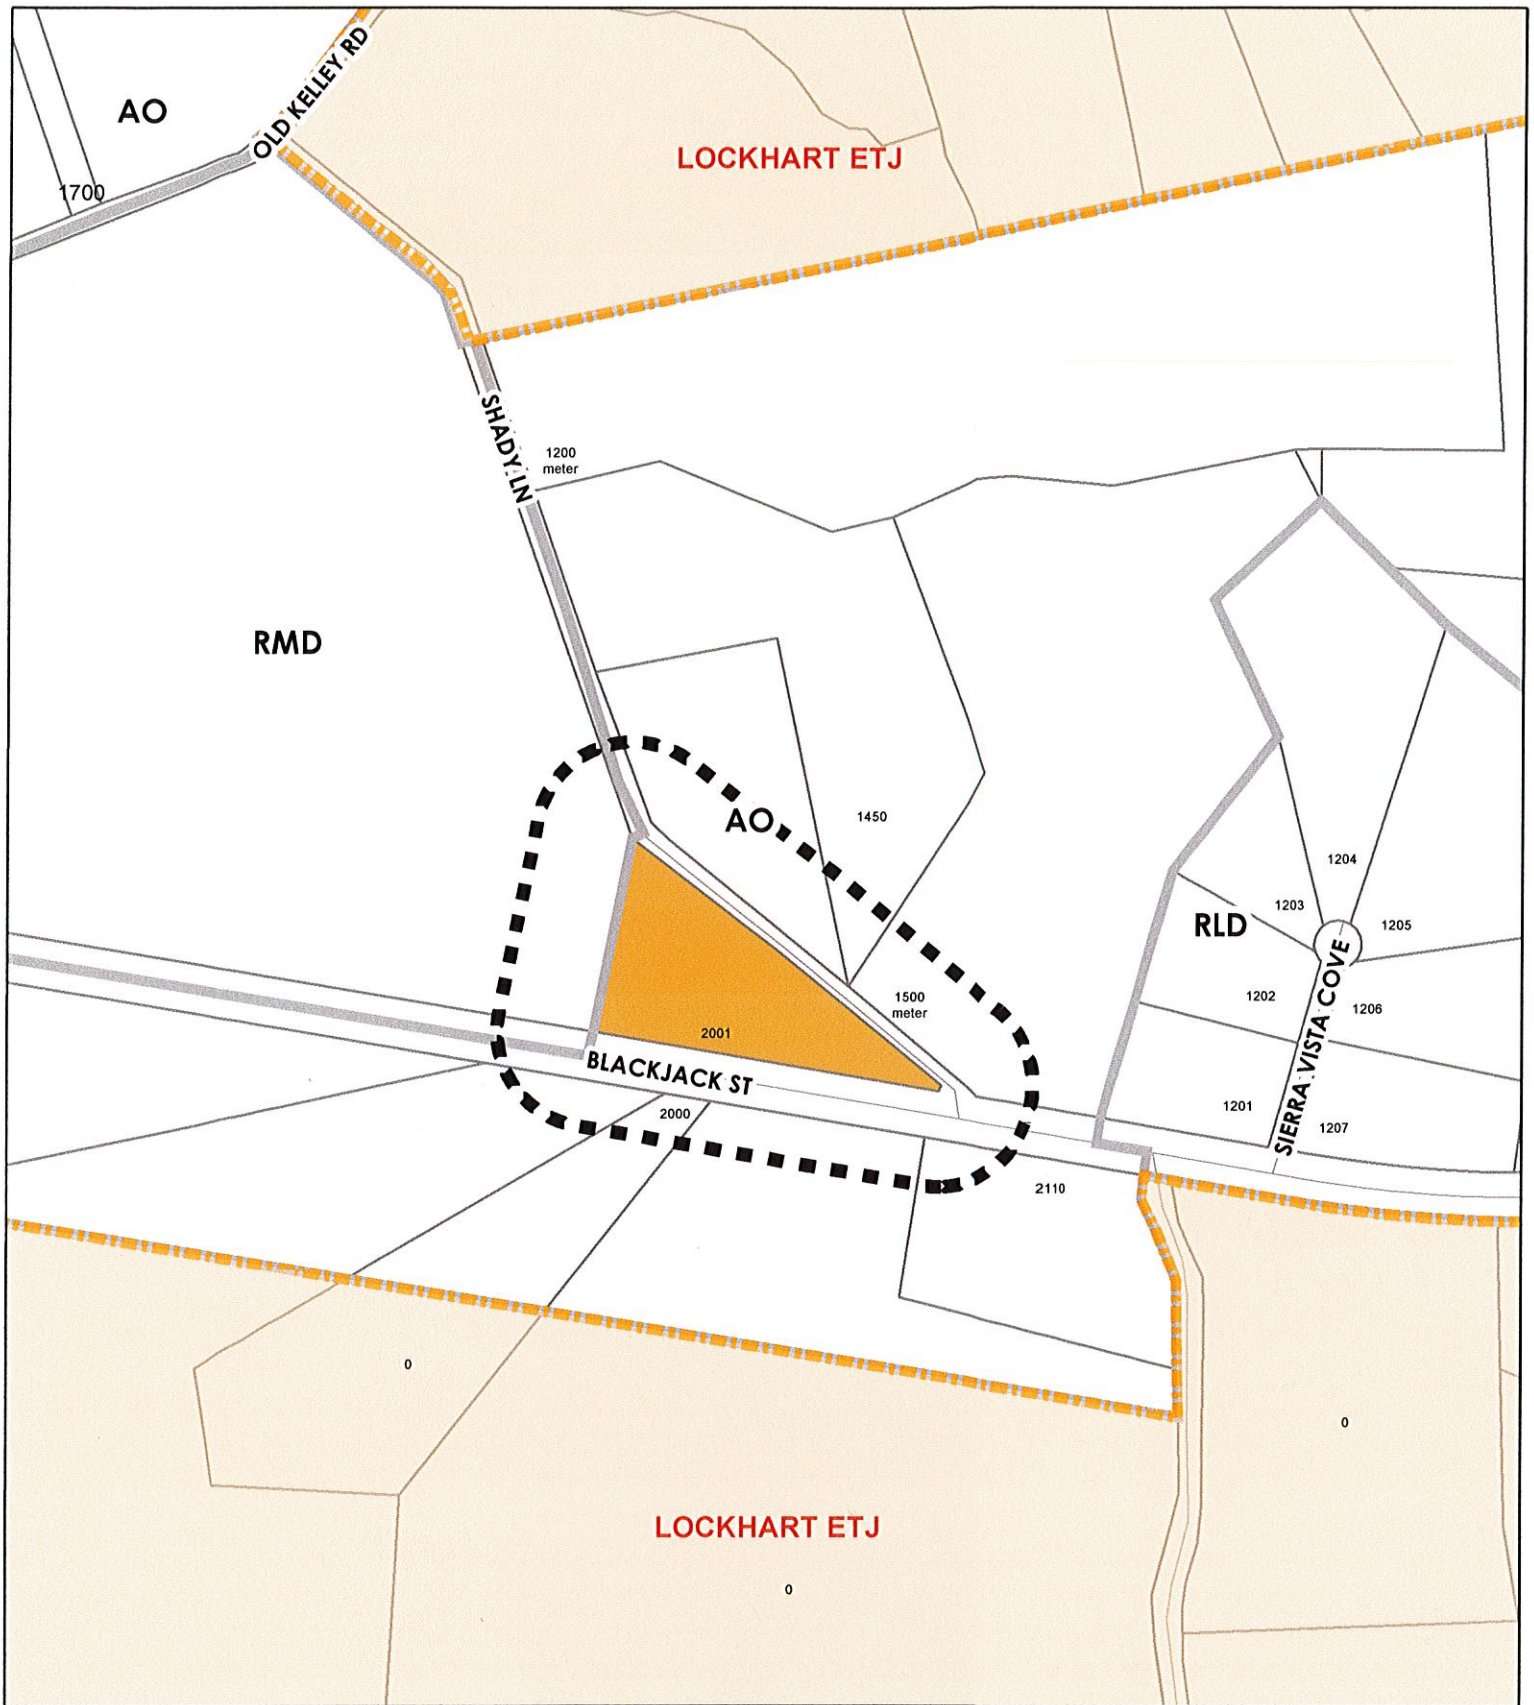 OLD KELLEY RD
AO
LOCKHART ETJ
1700
SHADY LN
1200
meter
RMD
AO
1450
1204
1203
RLD
1205
SIERRA VISTA COVE
1202
1206
1500
meter
2001
BLACKJACK ST
2000
1201
1207
2110
0
0
LOCKHART ETJ
0